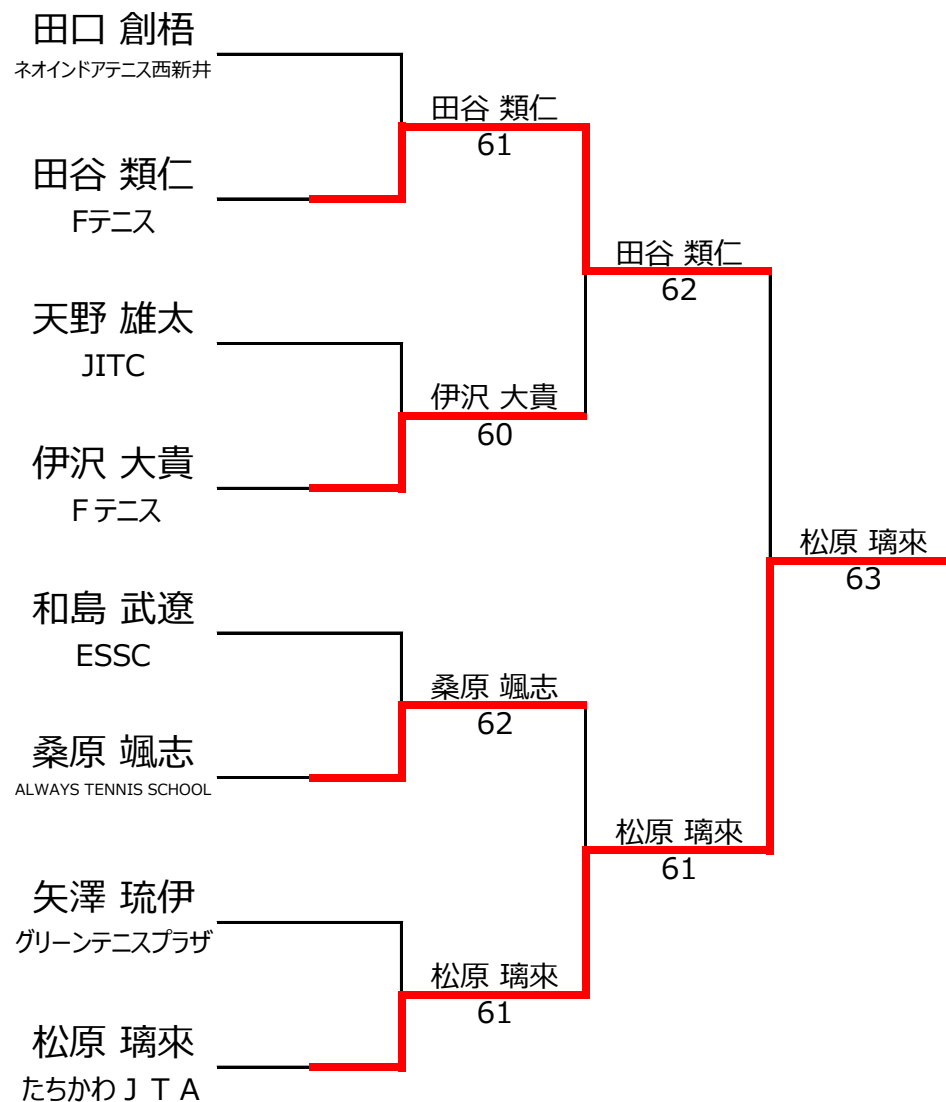 田口 創梧
ネオインドアテニス西新井
田谷 類仁
61
田谷 類仁
Fテニス
田谷 類仁
62
天野 雄太
JITC
伊沢 大貴
60
伊沢 大貴
Ｆテニス
松原 璃來
63
和島 武遼
ESSC
桑原 颯志
62
桑原 颯志
ALWAYS TENNIS SCHOOL
松原 璃來
61
矢澤 琉伊
グリーンテニスプラザ
松原 璃來
61
松原 璃來
たちかわＪＴＡ